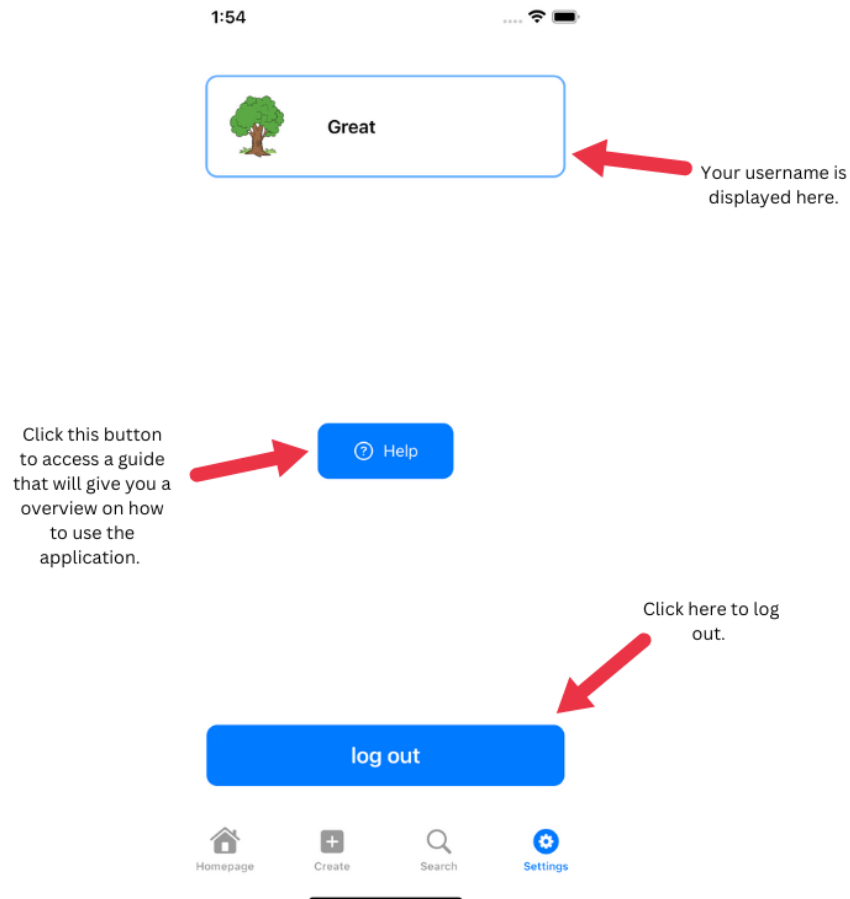 1:54
Great
Your username is
displayed here.
Click this button
to access a guide
that will give you a
overview on how
to use the
application.
Help
Click here to log
out.
log out
Homepage
Create
Search
Settings